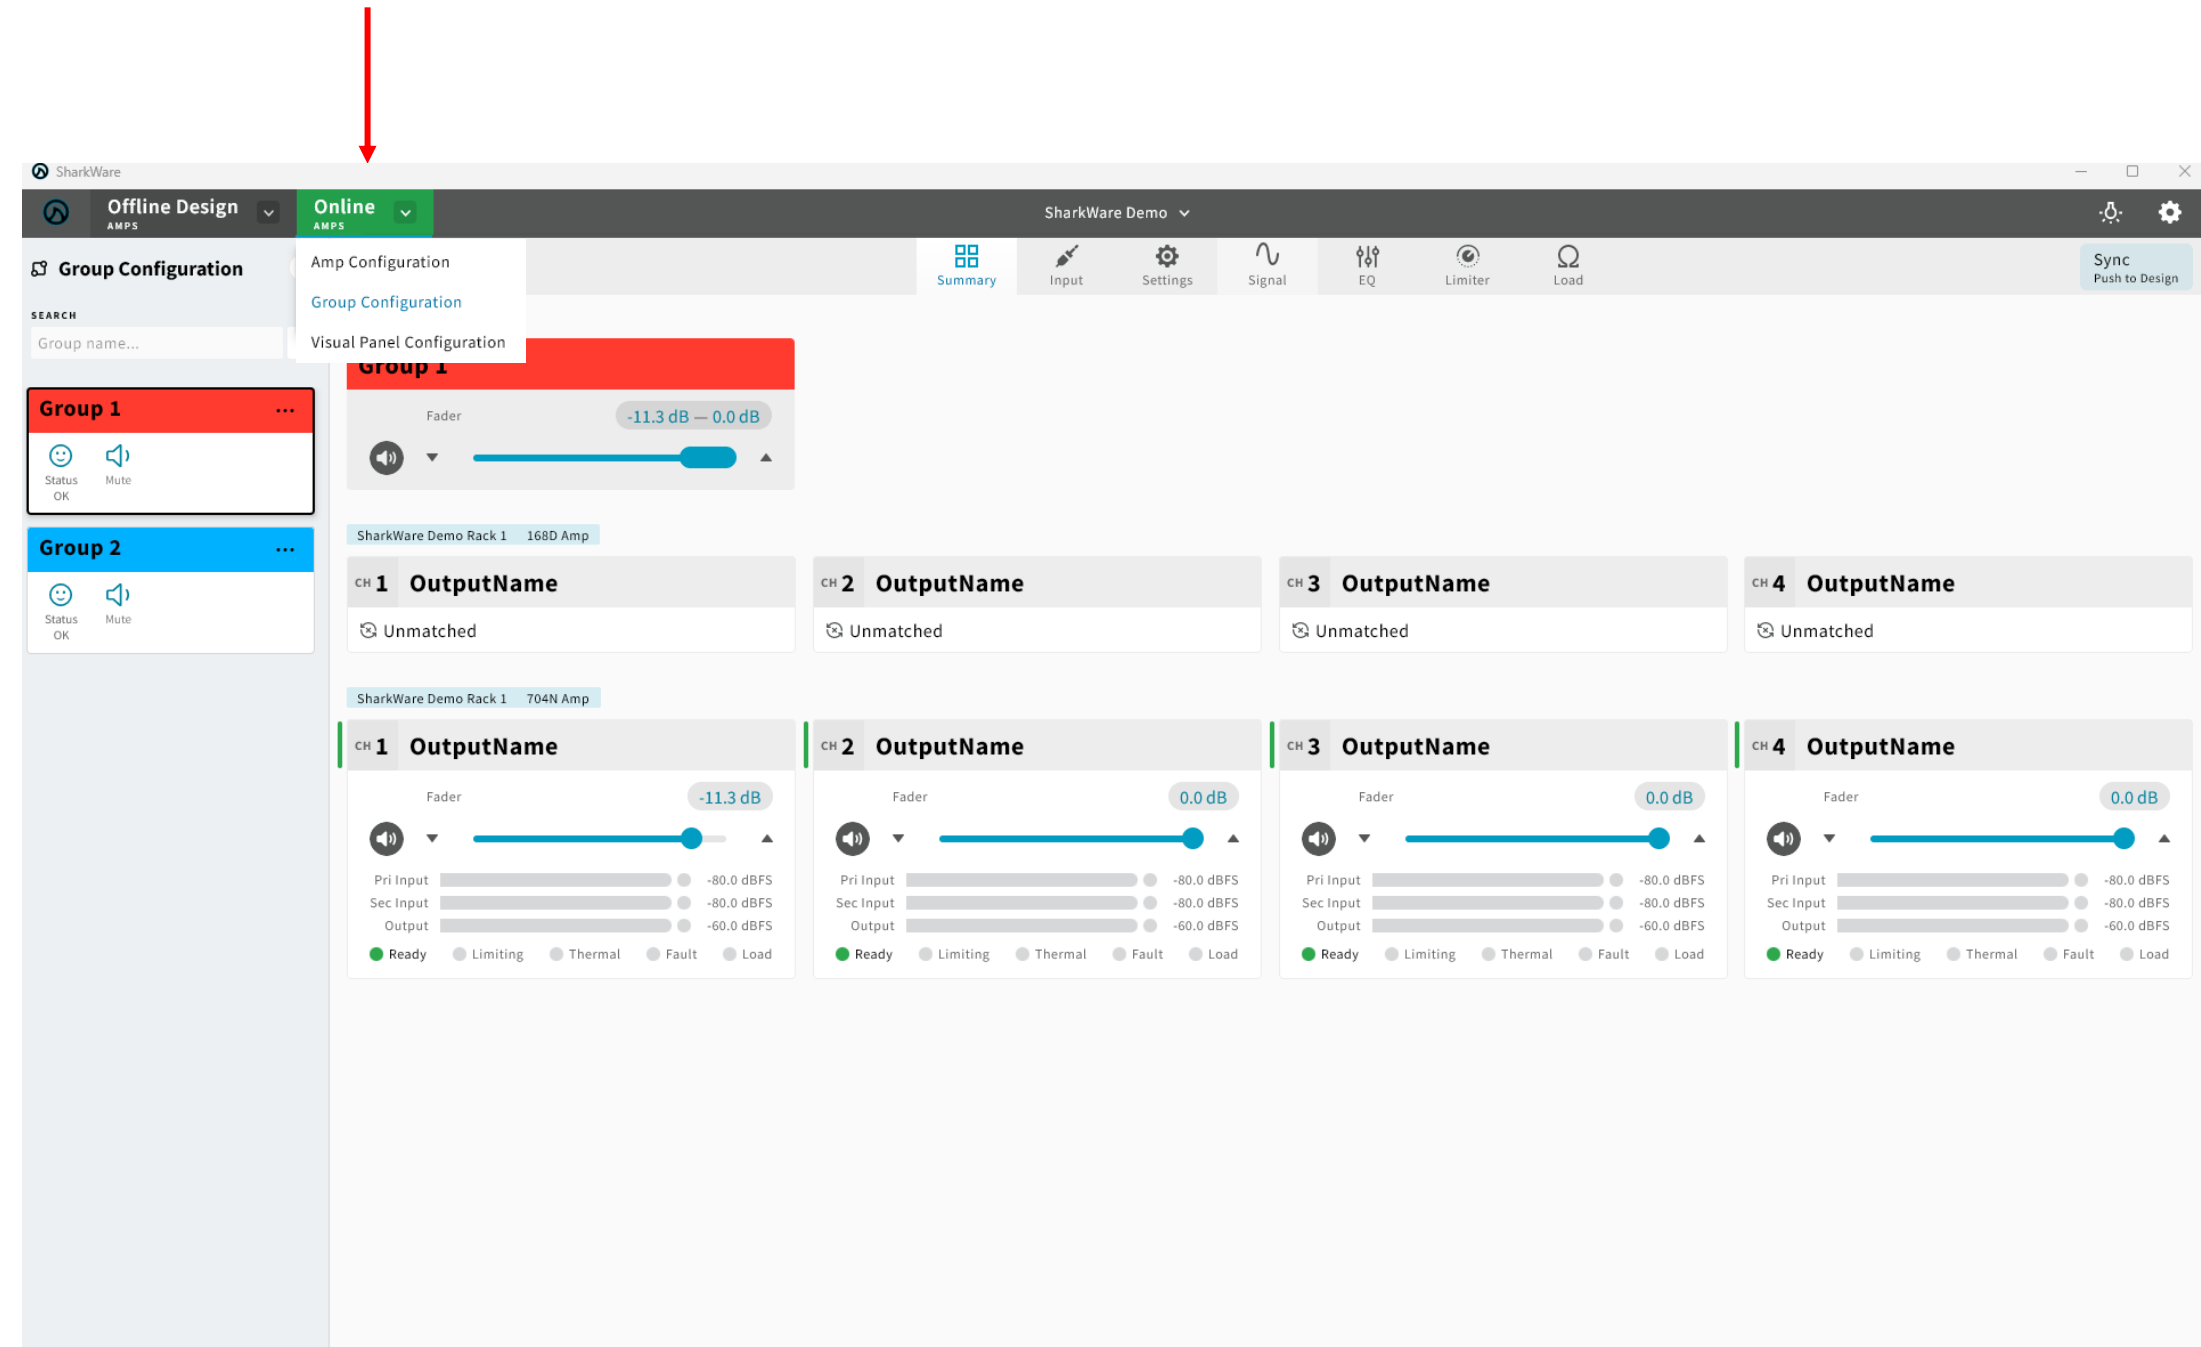 SharkWare
Offline Design
AMPS
Online
AMPS
SharkWare Demo
Group Configuration
Amp Configuration
Group Configuration
Visual Panel Configuration
Summary
Input
Settings
Signal
EQ
Limiter
Load
Sync
Push to Design
SEARCH
Group name...
Group 1
Status
OK
Mute
Group 2
Status
OK
Mute
Group 1
Fader
-11.3 dB — 0.0 dB
SharkWare Demo Rack 1 168D Amp
CH 1 OutputName
Unmatched
CH 2 OutputName
Unmatched
CH 3 OutputName
Unmatched
CH 4 OutputName
Unmatched
SharkWare Demo Rack 1 704N Amp
CH 1 OutputName
Fader -11.3 dB
Pri Input -80.0 dBFS
Sec Input -80.0 dBFS
Output -60.0 dBFS
Ready Limiting Thermal Fault Load
CH 2 OutputName
Fader 0.0 dB
Pri Input -80.0 dBFS
Sec Input -80.0 dBFS
Output -60.0 dBFS
Ready Limiting Thermal Fault Load
CH 3 OutputName
Fader 0.0 dB
Pri Input -80.0 dBFS
Sec Input -80.0 dBFS
Output -60.0 dBFS
Ready Limiting Thermal Fault Load
CH 4 OutputName
Fader 0.0 dB
Pri Input -80.0 dBFS
Sec Input -80.0 dBFS
Output -60.0 dBFS
Ready Limiting Thermal Fault Load